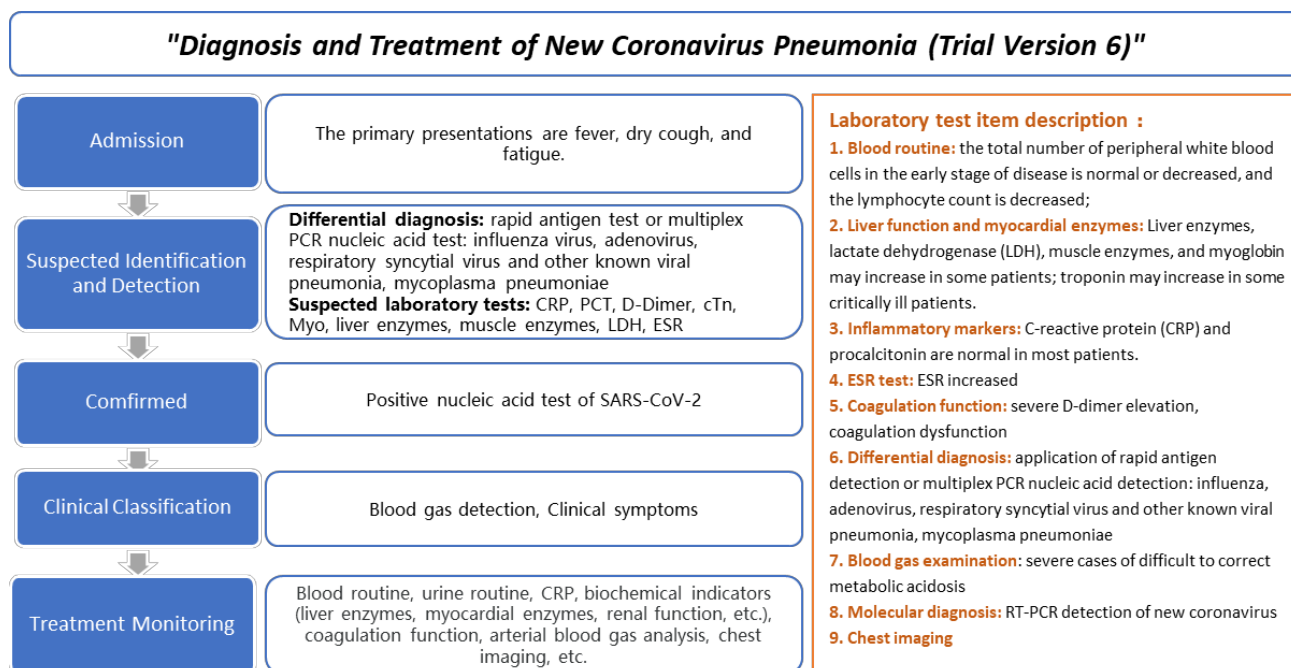 "Diagnosis and Treatment of New Coronavirus Pneumonia (Trial Version 6)"
Admission
The primary presentations are fever, dry cough, and
fatigue.
Suspected Identification
and Detection
Differential diagnosis: rapid antigen test or multiplex
PCR nucleic acid test: influenza virus, adenovirus,
respiratory syncytial virus and other known viral
pneumonia, mycoplasma pneumoniae
Suspected laboratory tests: CRP, PCT, D-Dimer, cTn,
Myo, liver enzymes, muscle enzymes, LDH, ESR
Comfirmed
Positive nucleic acid test of SARS-CoV-2
Clinical Classification
Blood gas detection, Clinical symptoms
Treatment Monitoring
Blood routine, urine routine, CRP, biochemical indicators
(liver enzymes, myocardial enzymes, renal function, etc.),
coagulation function, arterial blood gas analysis, chest
imaging, etc.
Laboratory test item description :
1. Blood routine: the total number of peripheral white blood
cells in the early stage of disease is normal or decreased, and
the lymphocyte count is decreased;
2. Liver function and myocardial enzymes: Liver enzymes,
lactate dehydrogenase (LDH), muscle enzymes, and myoglobin
may increase in some patients; troponin may increase in some
critically ill patients.
3. Inflammatory markers: C-reactive protein (CRP) and
procalcitonin are normal in most patients.
4. ESR test: ESR increased
5. Coagulation function: severe D-dimer elevation,
coagulation dysfunction
6. Differential diagnosis: application of rapid antigen
detection or multiplex PCR nucleic acid detection: influenza,
adenovirus, respiratory syncytial virus and other known viral
pneumonia, mycoplasma pneumoniae
7. Blood gas examination: severe cases of difficult to correct
metabolic acidosis
8. Molecular diagnosis: RT-PCR detection of new coronavirus
9. Chest imaging